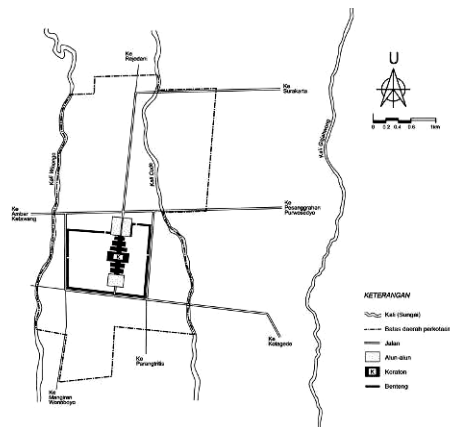 Ke
Rejodani
U
Ke
Surakarta
0 0.2 0.4 0.6 1km
Kali Winongo
Kali Code
Kali Gajahwong
Ke
Ambar
Ketawang
Ke
Pesanggrahan
Purwosedyo
K
KETERANGAN
Kali (Sungai)
Batas daerah perkotaan
Jalan
Alun-alun
K Keraton
Benteng
Ke
Kotagede
Ke
Parangtritis
Ke
Mangiran
Wonoboyo